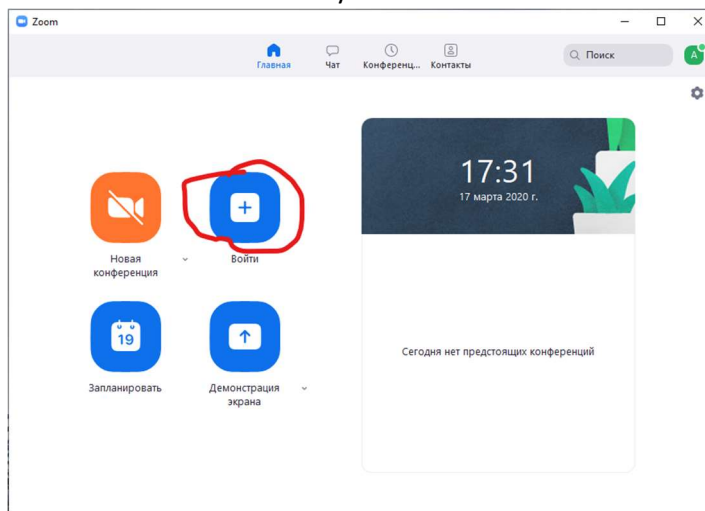 Zoom
Главная
Чат
Конференц...
Контакты
Поиск
A
17:31
17 марта 2020 г.
Новая
конференция
Войти
19
Запланировать
Демонстрация
экрана
Сегодня нет предстоящих конференций